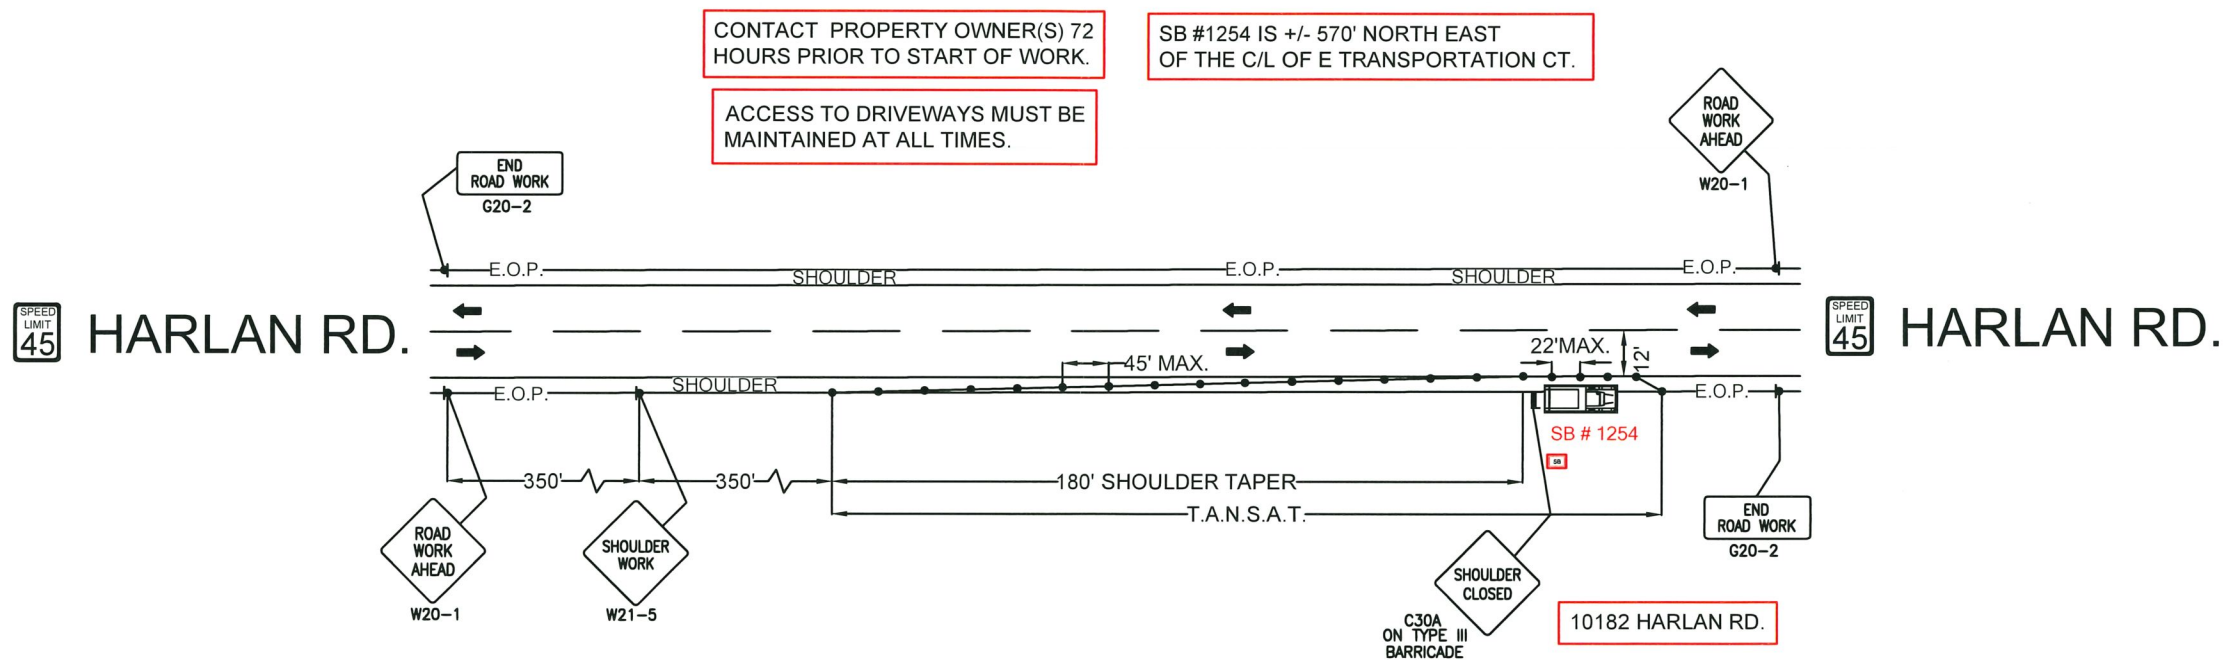 CONTACT PROPERTY OWNER(S) 72
HOURS PRIOR TO START OF WORK.
SB #1254 IS +/- 570' NORTH EAST
OF THE C/L OF E TRANSPORTATION CT.
ACCESS TO DRIVEWAYS MUST BE
MAINTAINED AT ALL TIMES.
ROAD
WORK
AHEAD
W20-1
END
ROAD WORK
G20-2
E.O.P.
SHOULDER
E.O.P.
SHOULDER
E.O.P.
SPEED
LIMIT
45
HARLAN RD.
SPEED
LIMIT
45
HARLAN RD.
45' MAX.
22'MAX.
12'
E.O.P.
SHOULDER
E.O.P.
SB # 1254
SB
350'
350'
180' SHOULDER TAPER
T.A.N.S.A.T.
ROAD
WORK
AHEAD
W20-1
SHOULDER
WORK
W21-5
SHOULDER
CLOSED
C30A
ON TYPE III
BARRICADE
END
ROAD WORK
G20-2
10182 HARLAN RD.